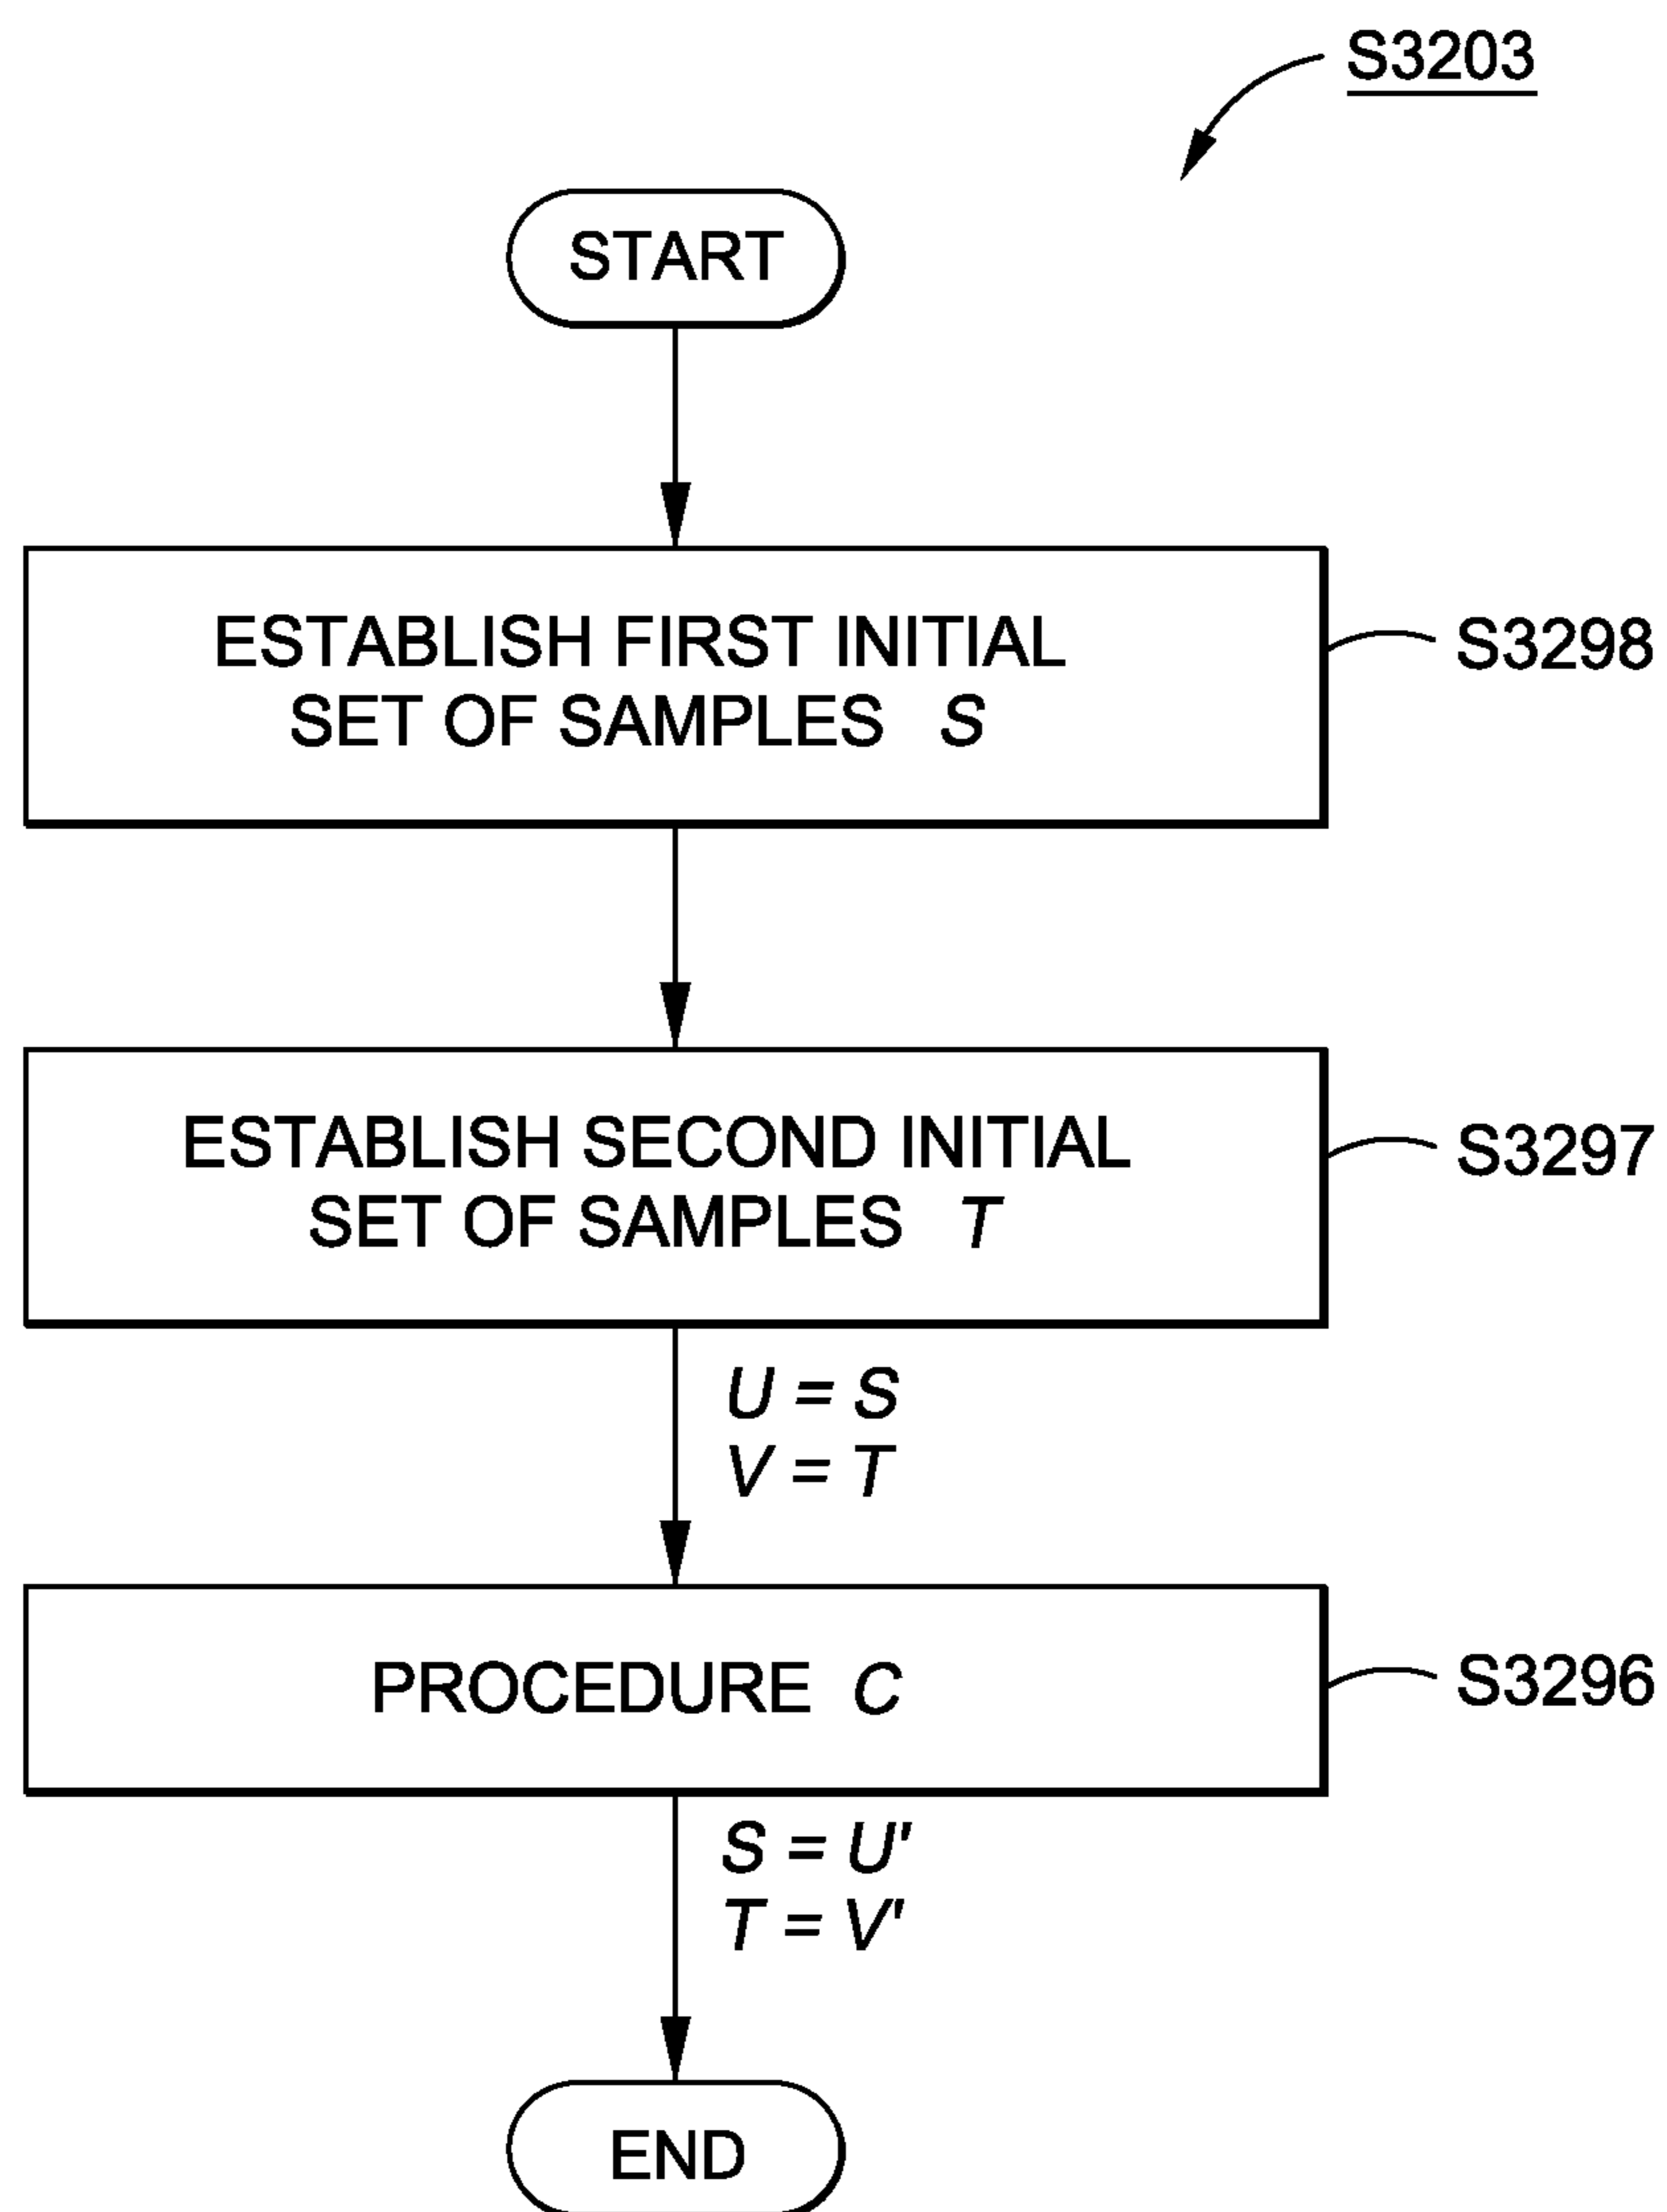 S3203
START
ESTABLISH FIRST INITIAL
SET OF SAMPLES S
S3298
ESTABLISH SECOND INITIAL
SET OF SAMPLES T
S3297
U = S
V = T
PROCEDURE C
S3296
S = U'
T = V'
END